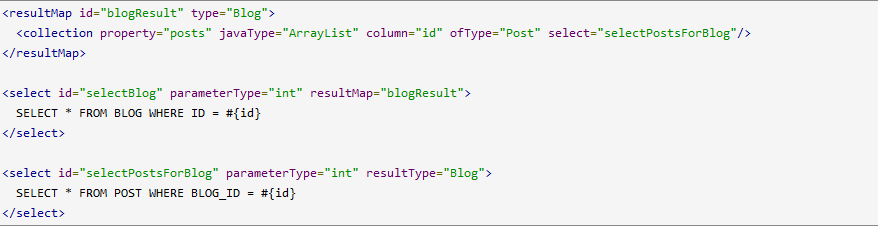 <resultMap id="blogResult" type="Blog">
  <collection property="posts" javaType="ArrayList" column="id" ofType="Post" select="selectPostsForBlog"/>
</resultMap>

<select id="selectBlog" parameterType="int" resultMap="blogResult">
  SELECT * FROM BLOG WHERE ID = #{id}
</select>

<select id="selectPostsForBlog" parameterType="int" resultType="Blog">
  SELECT * FROM POST WHERE BLOG_ID = #{id}
</select>